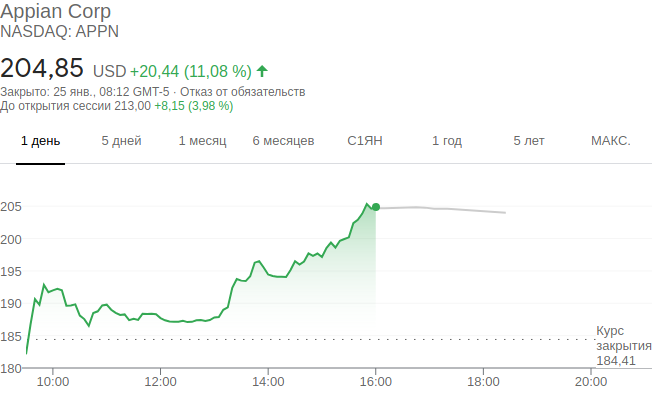 Appian Corp
NASDAQ: APPN
204,85 USD +20,44 (11,08 %)
Закрыто: 25 янв., 08:12 GMT-5 · Отказ от обязательств
До открытия сессии 213,00 +8,15 (3,98 %)
1 день 5 дней 1 месяц 6 месяцев С1ЯН 1 год 5 лет МАКС.
205
200
195
190
185
180
Курс
закрытия
184,41
10:00 12:00 14:00 16:00 18:00 20:00